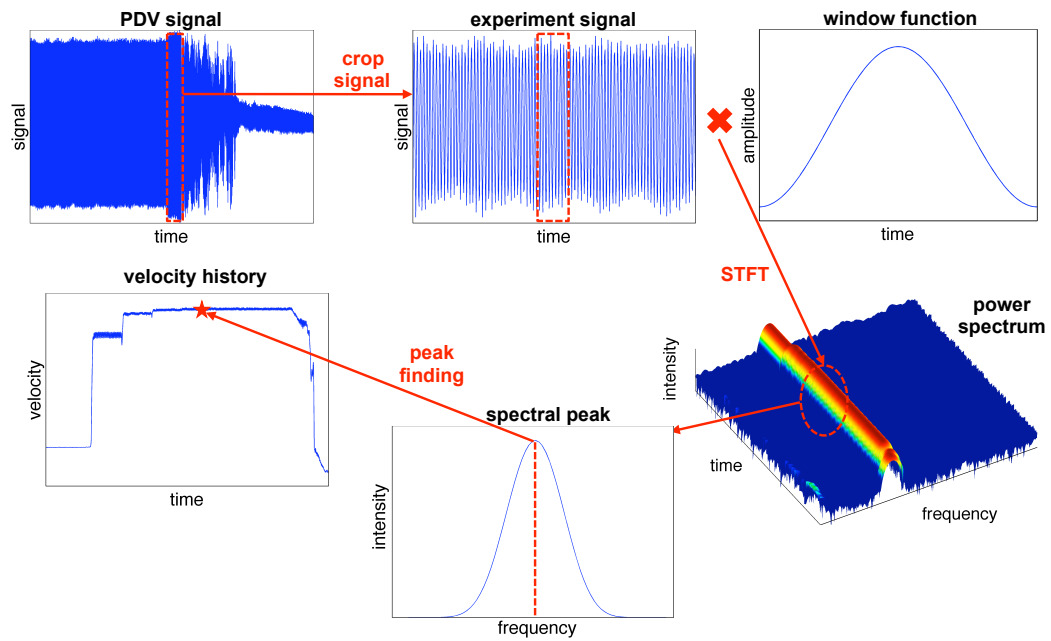 PDV signal
experiment signal
window function
crop
signal
signal
signal
amplitude
time
time
time
velocity history
STFT
power
spectrum
velocity
peak
finding
intensity
spectral peak
time
time
intensity
frequency
frequency